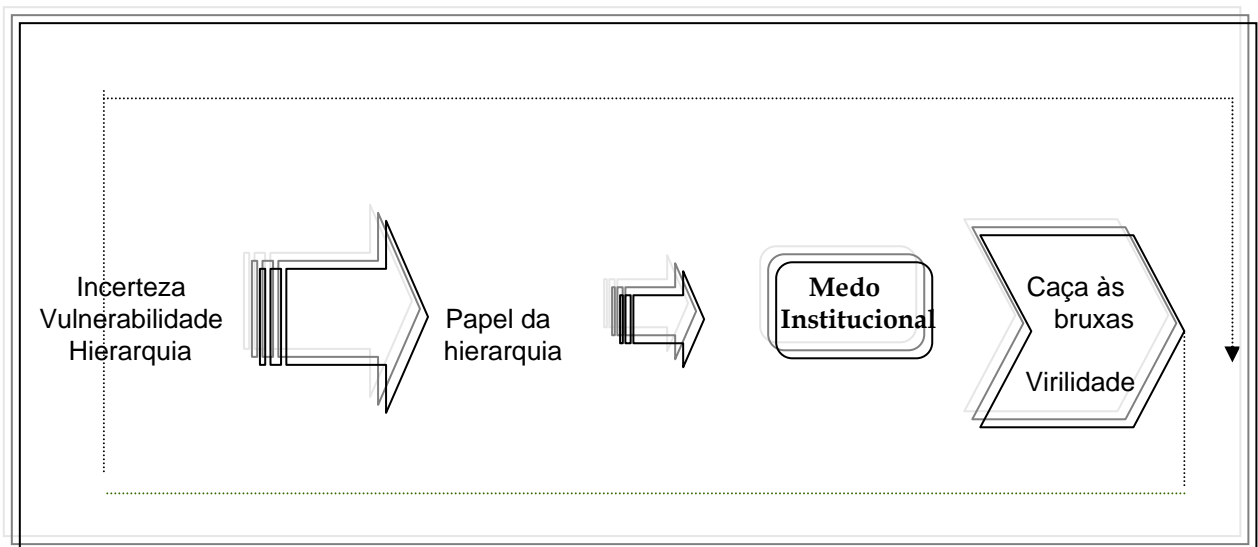 Incerteza
Vulnerabilidade
Hierarquia
Papel da
hierarquia
Medo
Institucional
Caça às
bruxas
Virilidade